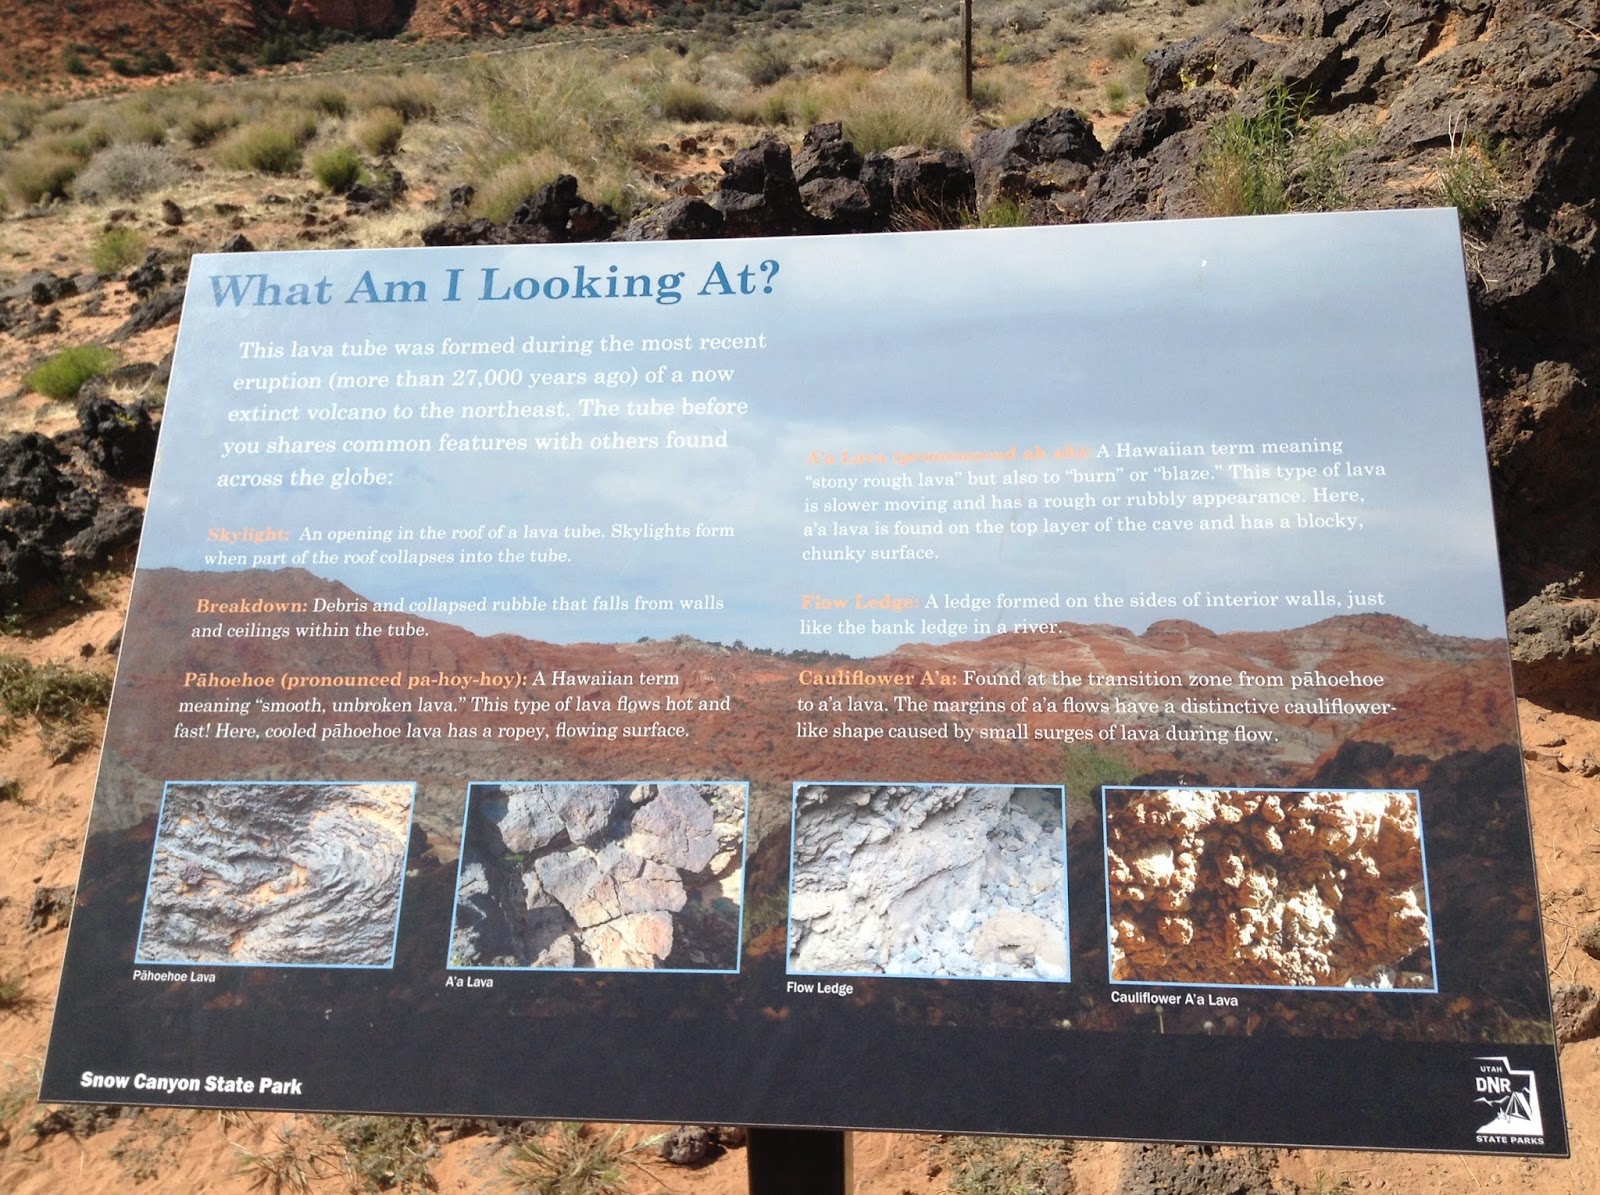 What Am I Looking At?
This lava tube was formed during the most recent
eruption (more than 27,000 years ago) of a now
extinct volcano to the northeast. The tube before
you shares common features with others found
across the globe:
Skylight: An opening in the roof of a lava tube. Skylights form
when part of the roof collapses into the tube.
Breakdown: Debris and collapsed rubble that falls from walls
and ceilings within the tube.
Pāhoehoe (pronounced pa-hoy-hoy): A Hawaiian term
meaning “smooth, unbroken lava.” This type of lava flows hot and
fast! Here, cooled pāhoehoe lava has a ropey, flowing surface.
A'a Lava (pronounced ah ah): A Hawaiian term meaning
“stony rough lava” but also to “burn” or “blaze.” This type of lava
is slower moving and has a rough or rubbly appearance. Here,
a'a lava is found on the top layer of the cave and has a blocky,
chunky surface.
Flow Ledge: A ledge formed on the sides of interior walls, just
like the bank ledge in a river.
Cauliflower A'a: Found at the transition zone from pāhoehoe
to a'a lava. The margins of a'a flows have a distinctive cauliflower-
like shape caused by small surges of lava during flow.
Pāhoehoe Lava
A'a Lava
Flow Ledge
Cauliflower A'a Lava
Snow Canyon State Park
UTAH
DNR
STATE PARKS